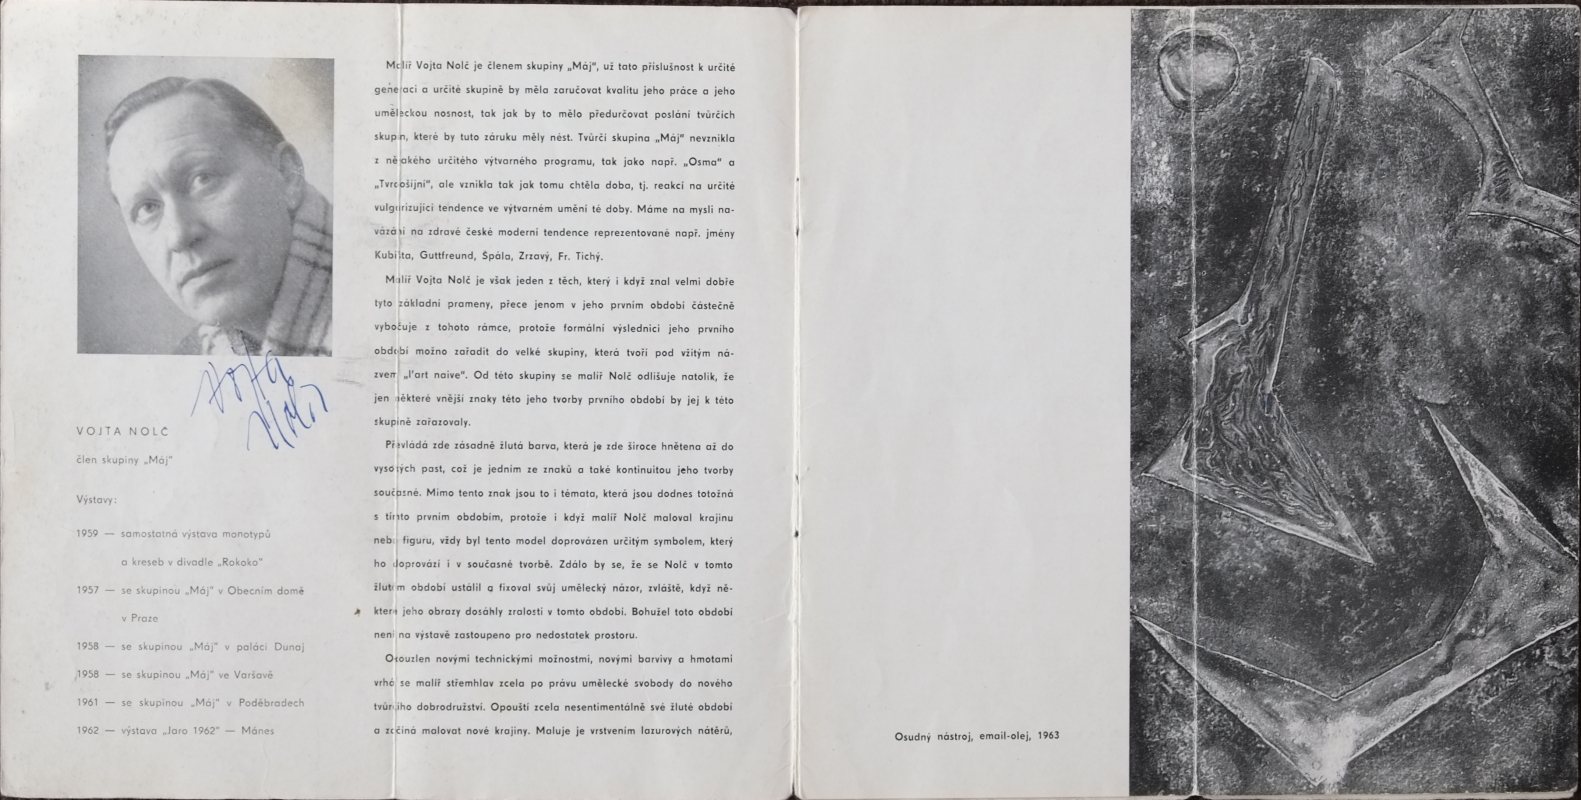 Vojta
Nolč
VOJTA NOLČ
člen skupiny „Máj"
Výstavy:
1959 — samostatná výstava monotypů
a kreseb v divadle „Rokoko"
1957 — se skupinou „Máj" v Obecním domě
v Praze
1958 — se skupinou „Máj" v paláci Dunaj
1958 — se skupinou „Máj" ve Varšavě
1961 — se skupinou „Máj" v Poděbradech
1962 — výstava „Jaro 1962" — Mánes
Malíř Vojta Nolč je členem skupiny „Máj", už tato příslušnost k určité
generaci a určité skupině by měla zaručovat kvalitu jeho práce a jeho
uměleckou nosnost, tak jak by to mělo předurčovat poslání tvůrčích
skupin, které by tuto záruku měly nést. Tvůrčí skupina „Máj" nevznikla
z nějakého určitého výtvarného programu, tak jako např. „Osma" a
„Tvrdošíjní", ale vznikla tak jak tomu chtěla doba, tj. reakcí na určité
vulgarizující tendence ve výtvarném umění té doby. Máme na mysli na-
vázání na zdravé české moderní tendence reprezentované např. jmény
Kubišta, Guttfreund, Špála, Zrzavý, Fr. Tichý.
Malíř Vojta Nolč je však jeden z těch, který i když znal velmi dobře
tyto základní prameny, přece jenom v jeho prvním období částečně
vybočuje z tohoto rámce, protože formální výslednici jeho prvního
období možno zařadit do velké skupiny, která tvoří pod vžitým ná-
zvem „l'art naive". Od této skupiny se malíř Nolč odlišuje natolik, že
jen některé vnější znaky této jeho tvorby prvního období by jej k této
skupině zařazovaly.
Převládá zde zásadně žlutá barva, která je zde široce hnětena až do
vysokých past, což je jedním ze znaků a také kontinuitou jeho tvorby
současné. Mimo tento znak jsou to i témata, která jsou dodnes totožná
s tímto prvním obdobím, protože i když malíř Nolč maloval krajinu
nebo figuru, vždy byl tento model doprovázen určitým symbolem, který
ho doprovází i v současné tvorbě. Zdálo by se, že se Nolč v tomto
žlutém období ustálil a fixoval svůj umělecký názor, zvláště, když ně-
které jeho obrazy dosáhly zralosti v tomto období. Bohužel toto období
není na výstavě zastoupeno pro nedostatek prostoru.
Okouzlen novými technickými možnostmi, novými barvivy a hmotami
vrhá se malíř střemhlav zcela po právu umělecké svobody do nového
tvůrčího dobrodružství. Opouští zcela nesentimentálně své žluté období
a začíná malovat nové krajiny. Maluje je vrstvením lazurových nátěrů,
Osudný nástroj, email-olej, 1963